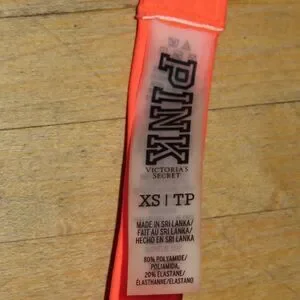 PINK
VICTORIA'S
SECRET
XS | TP
MADE IN SRI LANKA/
FAIT AU SRI LANKA/
HECHO EN SRI LANKA
80% POLYAMIDE/
POLIAMIDA,
20% ELASTANE/
ÉLASTHANNE/ELASTANO